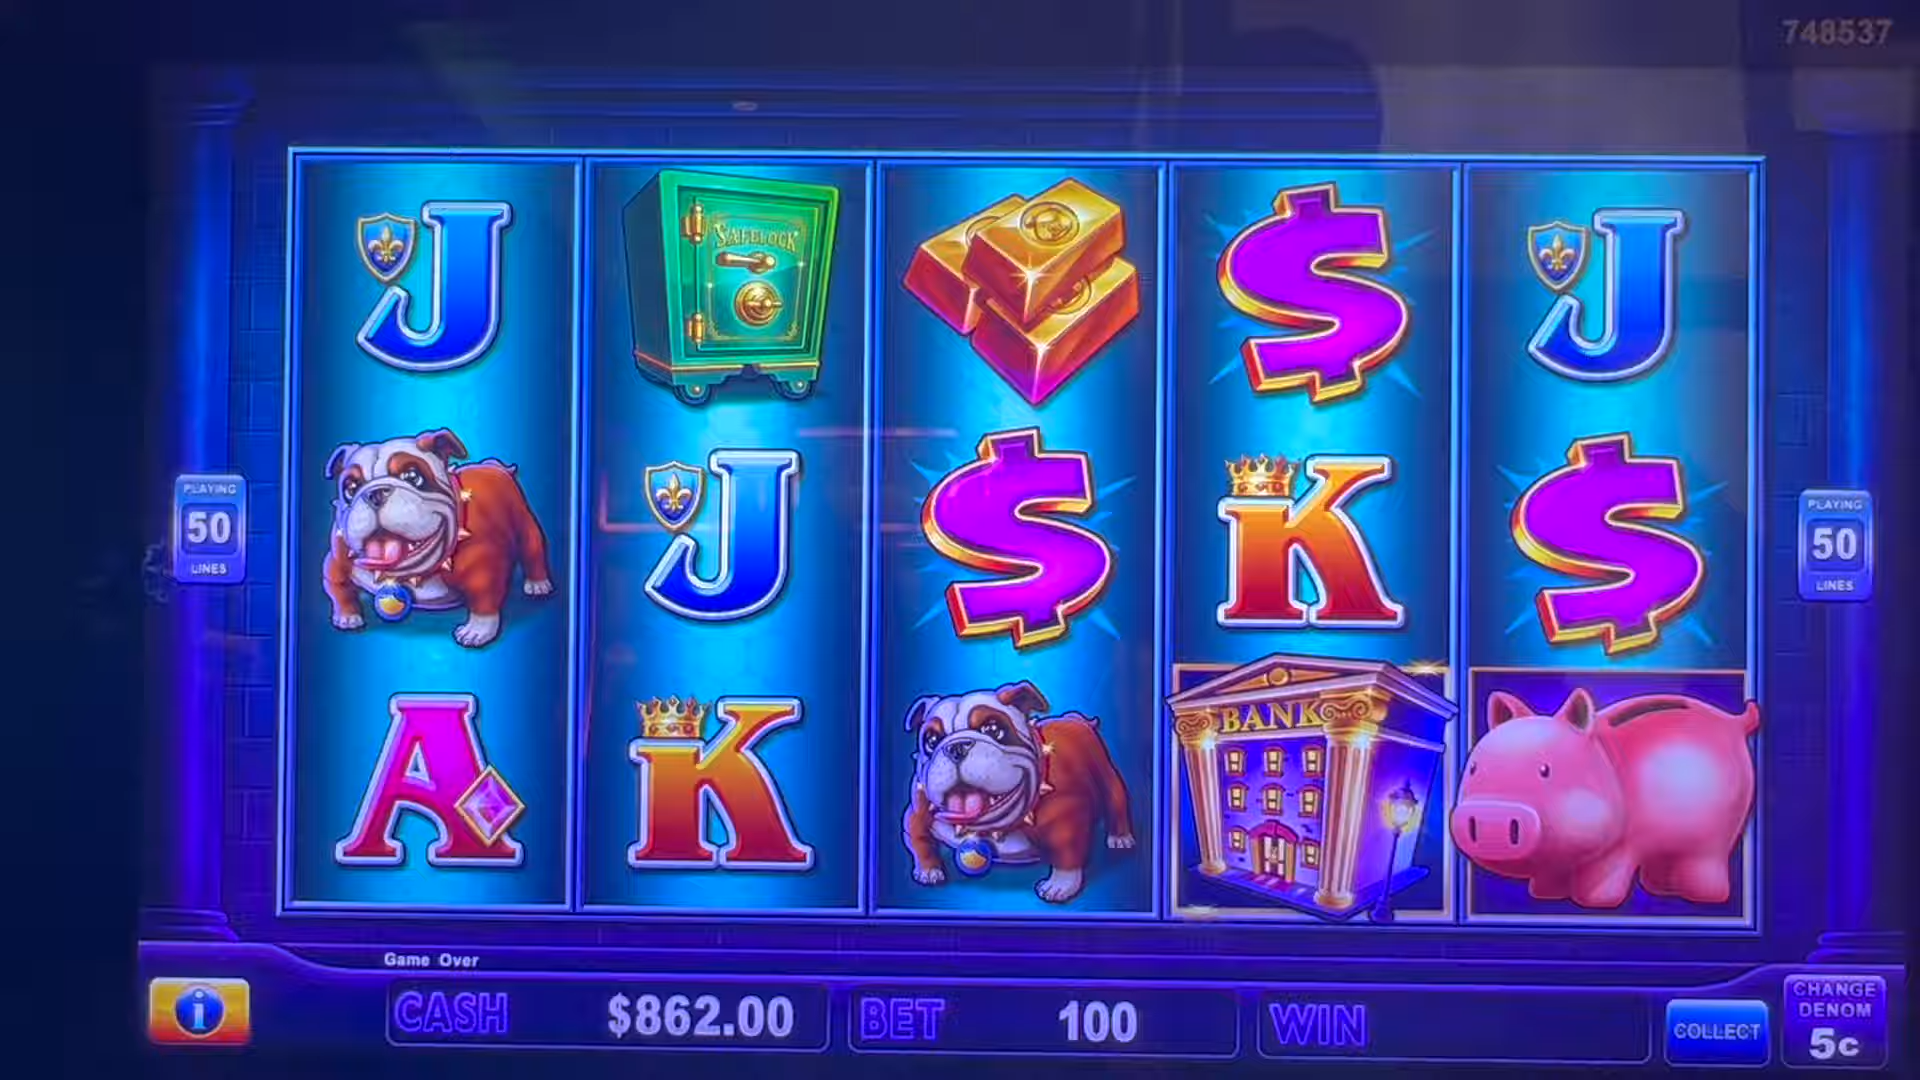 748537
J
SAFELOCK
$
J
PLAYING
50
LINES
J
$
K
$
PLAYING
50
LINES
A
K
BANK
Game Over
CASH $862.00
BET 100
WIN
COLLECT
CHANGE
DENOM
5c
i